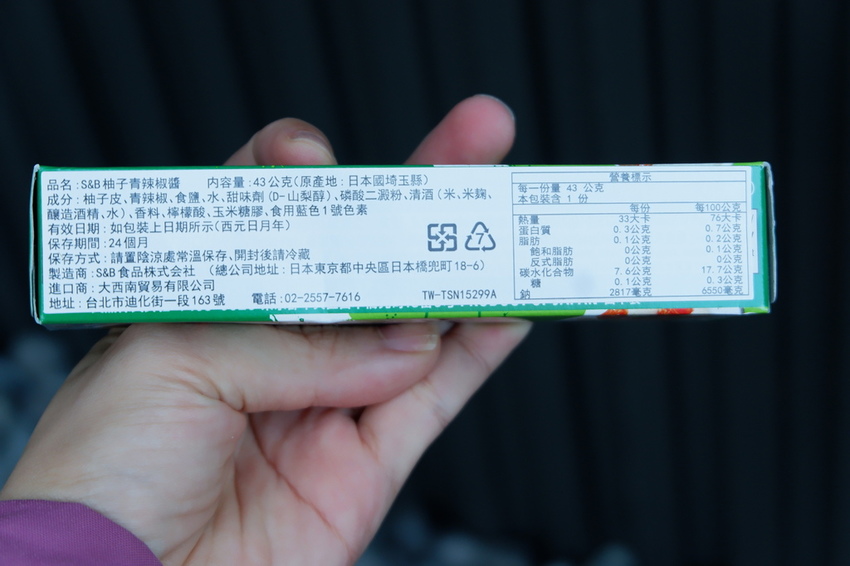 品名:S&B柚子青辣椒醬 內容量:43公克(原產地:日本國埼玉縣)
成分:柚子皮、青辣椒、食鹽、水、甜味劑(D-山梨醇)、磷酸二澱粉、清酒(米、米麴、
釀造酒精、水)、香料、檸檬酸、玉米糖膠、食用藍色1號色素
有效日期:如包裝上日期所示(西元日月年)
保存期間:24個月
保存方式:請置陰涼處常溫保存、開封後請冷藏
製造商:S&B食品株式会社 (總公司地址:日本東京都中央區日本橋兜町18-6)
進口商:大西南貿易有限公司
地址:台北市迪化街一段163號 電話:02-2557-7616 TW-TSN15299A
7
營養標示
每一份量 43 公克
本包裝含 1 份
每份 每100公克
熱量 33大卡 76大卡
蛋白質 0.3公克 0.7公克
脂肪 0.1公克 0.2公克
飽和脂肪 0公克 0.1公克
反式脂肪 0公克 0公克
碳水化合物 7.6公克 17.7公克
糖 0.1公克 0.3公克
鈉 2817毫克 6550毫克